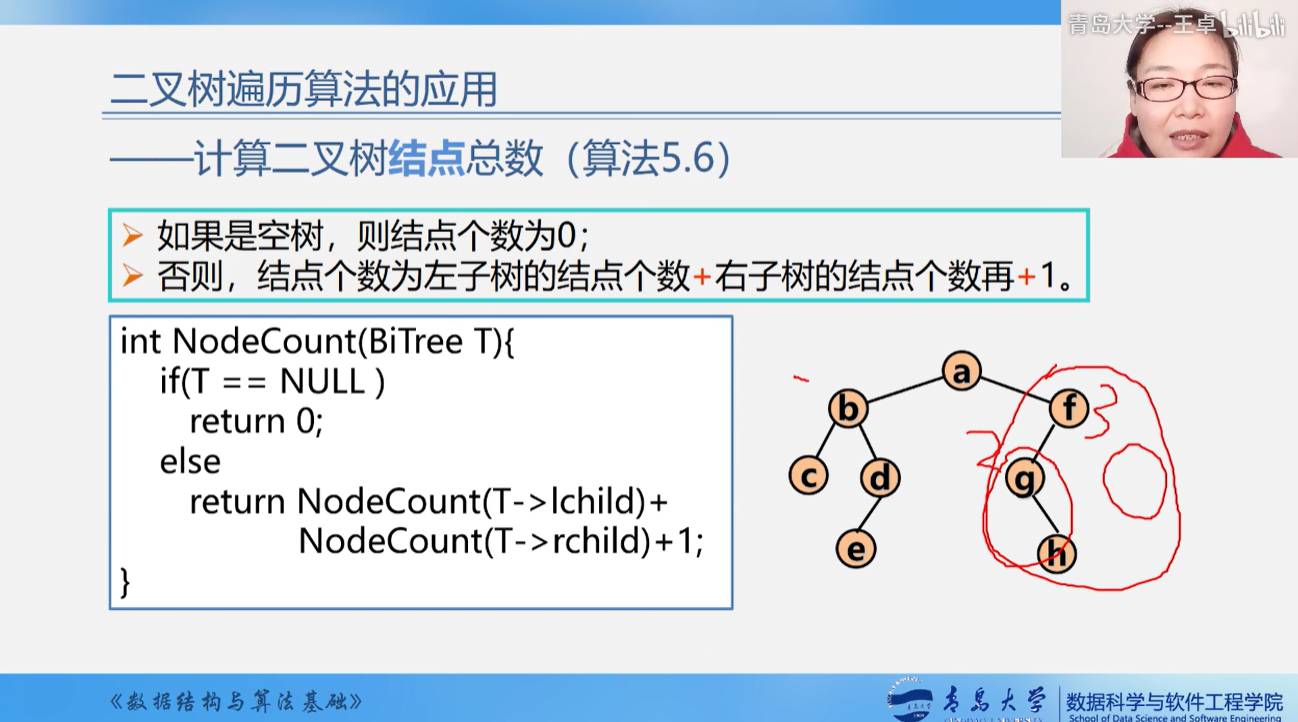 青岛大学--王卓 bilibili
二叉树遍历算法的应用
——计算二叉树结点总数（算法5.6）
➢ 如果是空树，则结点个数为0；
➢ 否则，结点个数为左子树的结点个数+右子树的结点个数再+1。
int NodeCount(BiTree T){
if(T == NULL )
return 0;
else
return NodeCount(T->lchild)+
NodeCount(T->rchild)+1;
}
a
b
f
3
2
c
d
g
e
h
《数据结构与算法基础》
青岛大学
QINGDAO UNIVERSITY
数据科学与软件工程学院
School of Data Science and Software Engineering